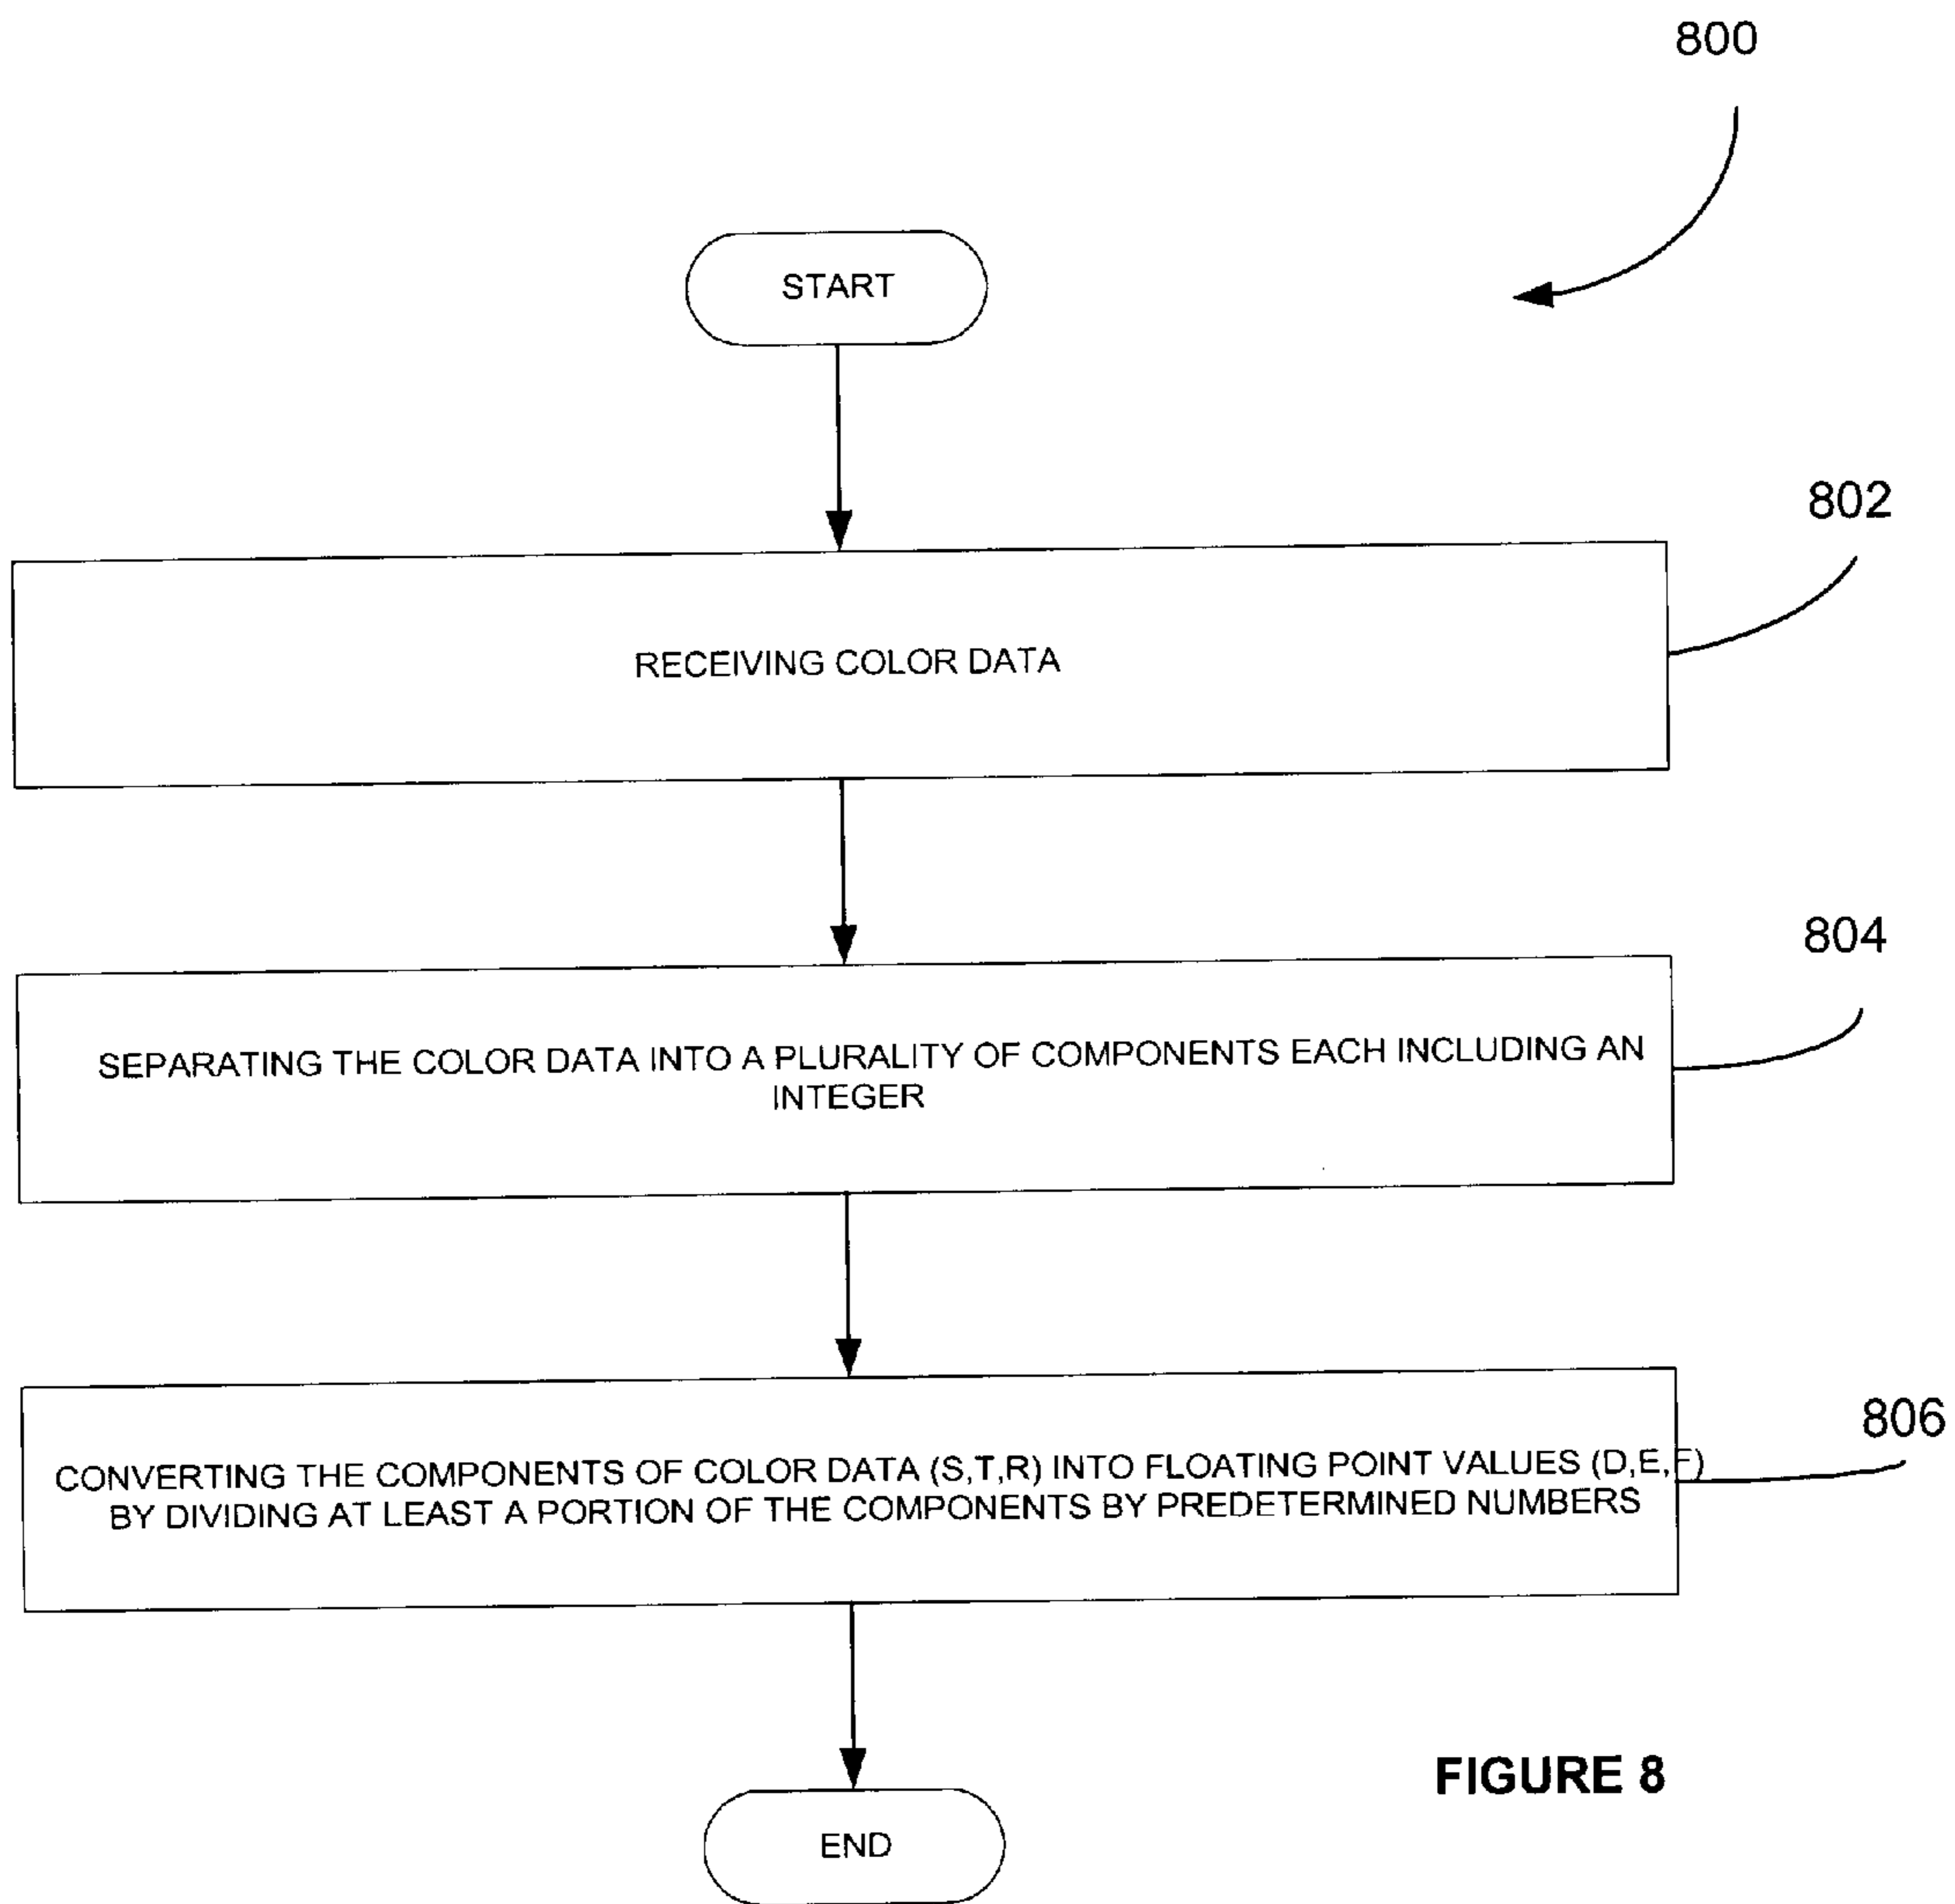 800
START
802
RECEIVING COLOR DATA
804
SEPARATING THE COLOR DATA INTO A PLURALITY OF COMPONENTS EACH INCLUDING AN
INTEGER
806
CONVERTING THE COMPONENTS OF COLOR DATA (S,T,R) INTO FLOATING POINT VALUES (D,E,F)
BY DIVIDING AT LEAST A PORTION OF THE COMPONENTS BY PREDETERMINED NUMBERS
FIGURE 8
END